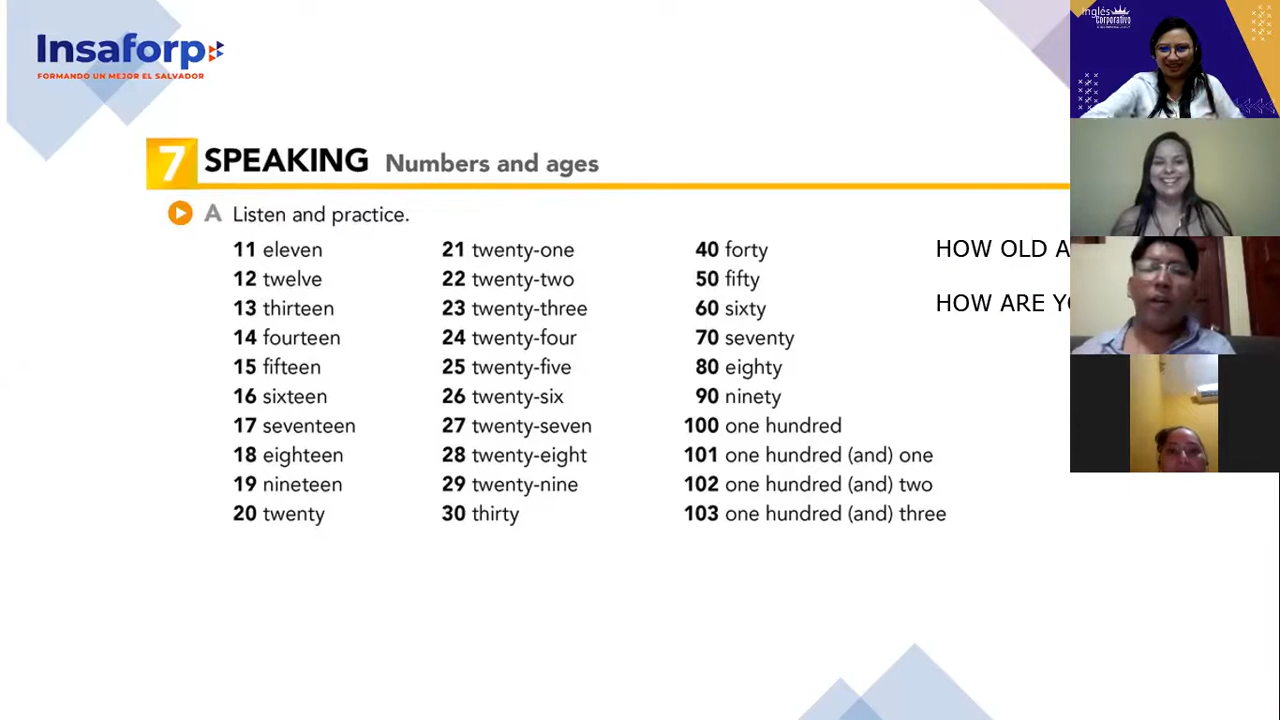 Insaforp
FORMANDO UN MEJOR EL SALVADOR
7 SPEAKING Numbers and ages
A Listen and practice.
11 eleven
12 twelve
13 thirteen
14 fourteen
15 fifteen
16 sixteen
17 seventeen
18 eighteen
19 nineteen
20 twenty
21 twenty-one
22 twenty-two
23 twenty-three
24 twenty-four
25 twenty-five
26 twenty-six
27 twenty-seven
28 twenty-eight
29 twenty-nine
30 thirty
40 forty
50 fifty
60 sixty
70 seventy
80 eighty
90 ninety
100 one hundred
101 one hundred (and) one
102 one hundred (and) two
103 one hundred (and) three
HOW OLD A
HOW ARE YO
Inglés
Corporativo